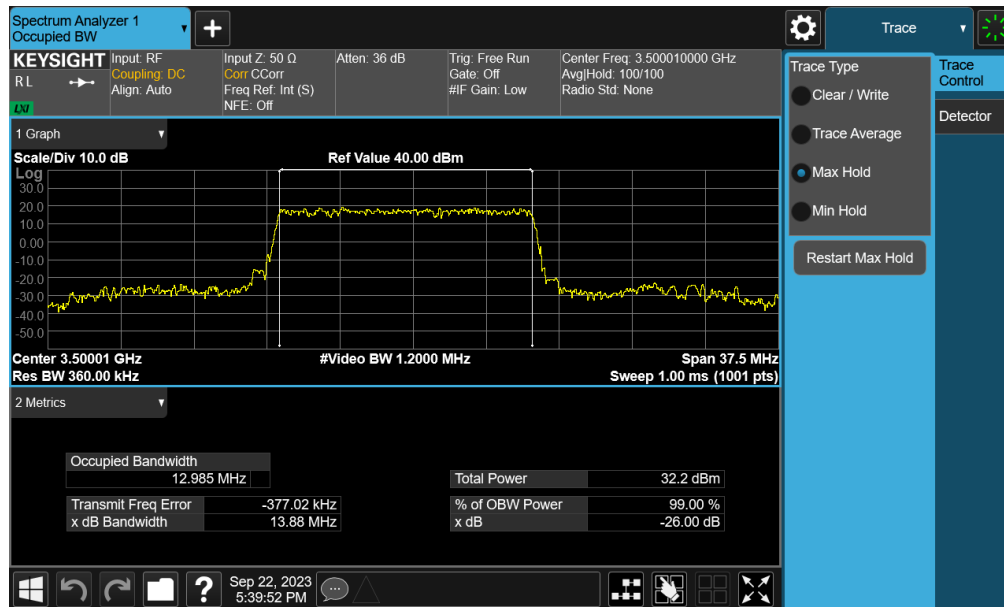 Spectrum Analyzer 1
Occupied BW
Trace
KEYSIGHT
R L
LXI
Input: RF
Coupling: DC
Align: Auto
Input Z: 50 Ω
Corr CCorr
Freq Ref: Int (S)
NFE: Off
Atten: 36 dB
Trig: Free Run
Gate: Off
#IF Gain: Low
Center Freq: 3.500010000 GHz
Avg|Hold: 100/100
Radio Std: None
1 Graph
Scale/Div 10.0 dB
Ref Value 40.00 dBm
Log
30.0
20.0
10.0
0.00
-10.0
-20.0
-30.0
-40.0
-50.0
Center 3.50001 GHz
#Video BW 1.2000 MHz
Span 37.5 MHz
Res BW 360.00 kHz
Sweep 1.00 ms (1001 pts)
2 Metrics
Occupied Bandwidth
12.985 MHz
Total Power 32.2 dBm
Transmit Freq Error -377.02 kHz
% of OBW Power 99.00 %
x dB Bandwidth 13.88 MHz
x dB -26.00 dB
Trace Type
Clear / Write
Trace Average
Max Hold
Min Hold
Restart Max Hold
Trace
Control
Detector
?
Sep 22, 2023
5:39:52 PM